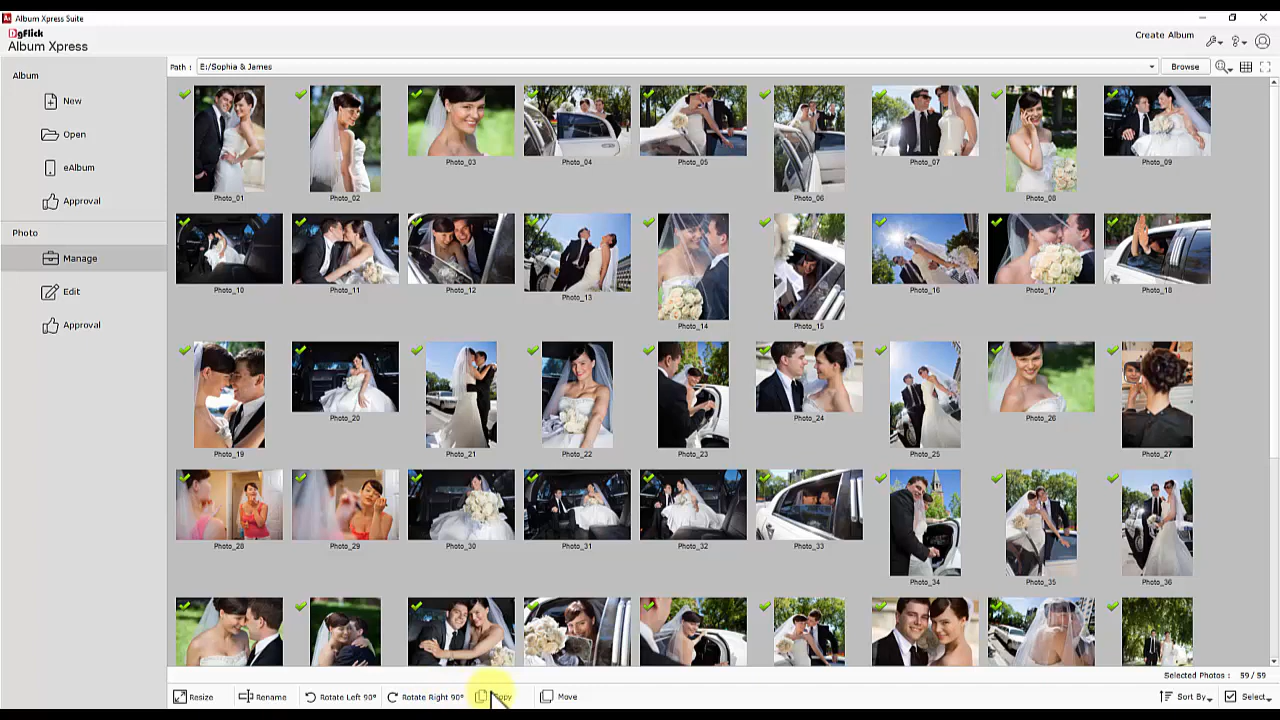 Album Xpress Suite
DgFlick
Album Xpress
Create Album
Path : E:/Sophia & James Browse
Album
New
Open
eAlbum
Approval
Photo
Manage
Edit
Approval
Photo_01 Photo_02 Photo_03 Photo_04 Photo_05 Photo_06 Photo_07 Photo_08 Photo_09
Photo_10 Photo_11 Photo_12 Photo_13 Photo_14 Photo_15 Photo_16 Photo_17 Photo_18
Photo_19 Photo_20 Photo_21 Photo_22 Photo_23 Photo_24 Photo_25 Photo_26 Photo_27
Photo_28 Photo_29 Photo_30 Photo_31 Photo_32 Photo_33 Photo_34 Photo_35 Photo_36
Selected Photos : 59 / 59
Resize Rename Rotate Left 90° Rotate Right 90° Copy Move Sort By Select